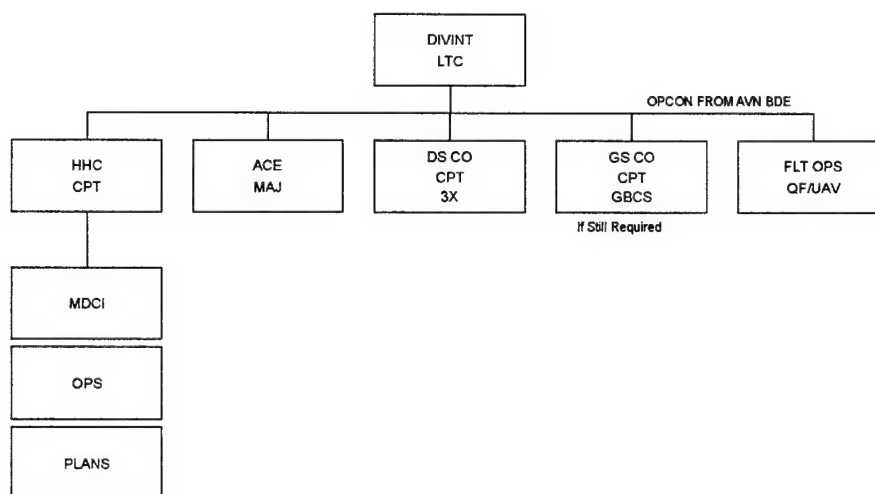 DIVINT
LTC
OPCON FROM AVN BDE
HHC
CPT
ACE
MAJ
DS CO
CPT
3X
GS CO
CPT
GBCS
FLT OPS
QF/UAV
If Still Required
MDCI
OPS
PLANS